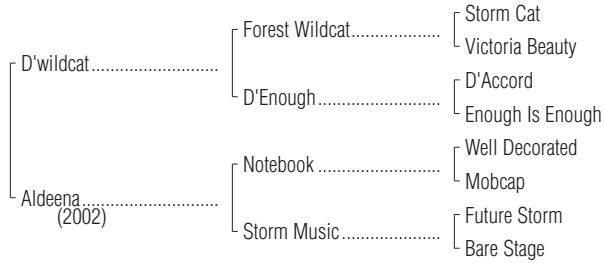 Storm Cat
Forest Wildcat...................
Victoria Beauty
D'wildcat...........................
D'Accord
D'Enough..........................
Enough Is Enough
Well Decorated
Notebook ..........................
Mobcap
Aldeena.............................
(2002)
Future Storm
Storm Music.....................
Bare Stage